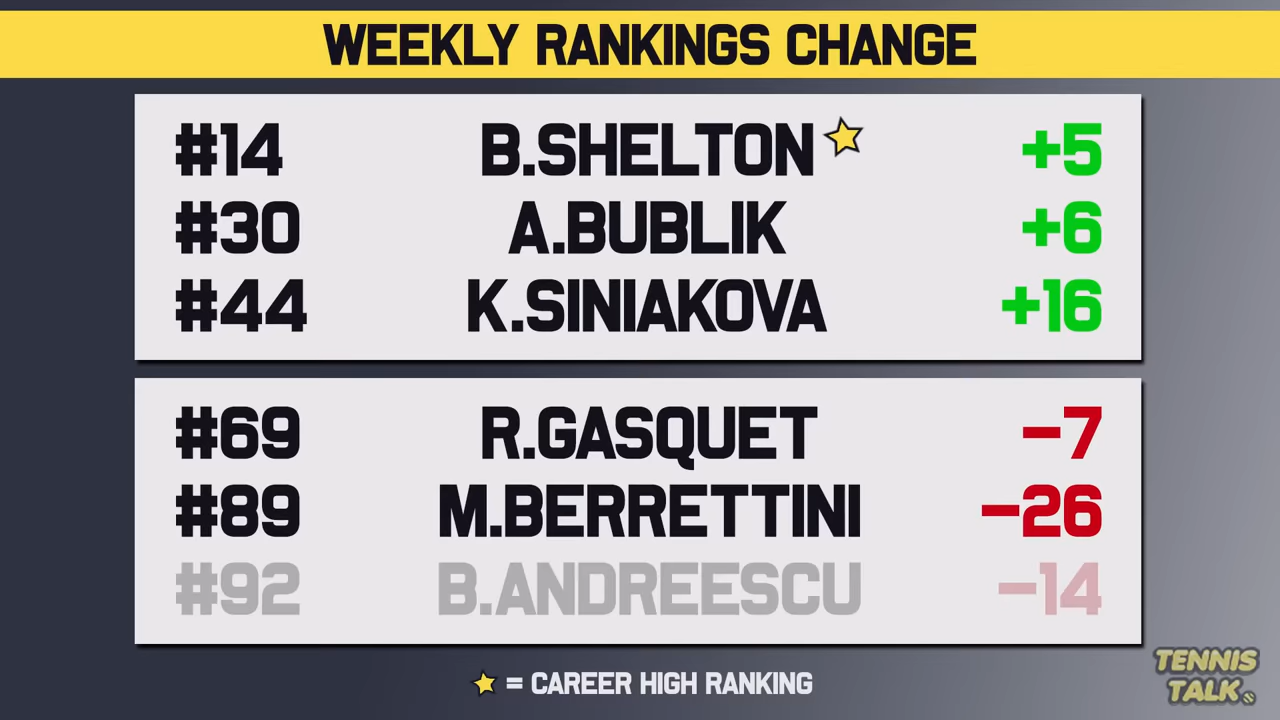 WEEKLY RANKINGS CHANGE
#14 B.SHELTON +5
#30 A.BUBLIK +6
#44 K.SINIAKOVA +16
#69 R.GASQUET −7
#89 M.BERRETTINI −26
#92 B.ANDREESCU −14
= CAREER HIGH RANKING
TENNIS
TALK